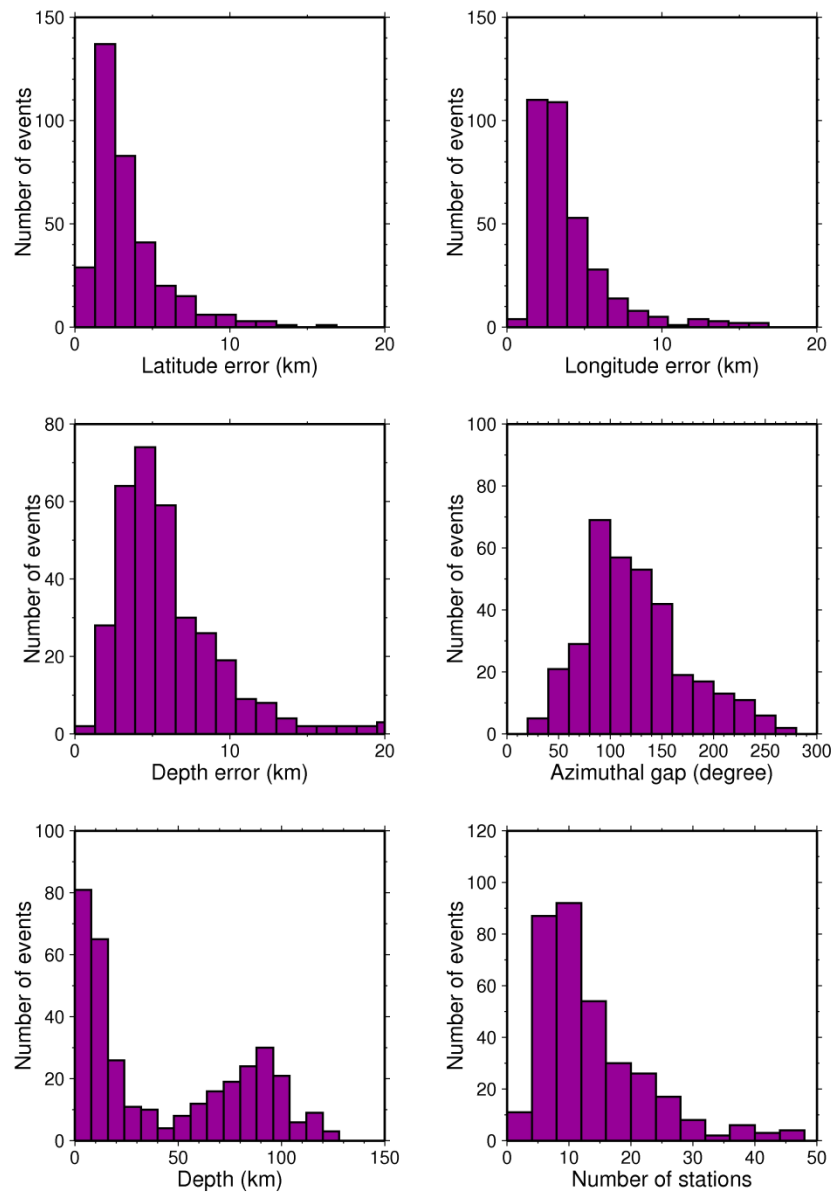 150
100
50
0
Number of events
0 10 20
Latitude error (km)
150
100
50
0
Number of events
0 10 20
Longitude error (km)
80
60
40
20
0
Number of events
0 10 20
Depth error (km)
100
80
60
40
20
0
Number of events
0 50 100 150 200 250 300
Azimuthal gap (degree)
100
80
60
40
20
0
Number of events
0 50 100 150
Depth (km)
120
100
80
60
40
20
0
Number of events
0 10 20 30 40 50
Number of stations